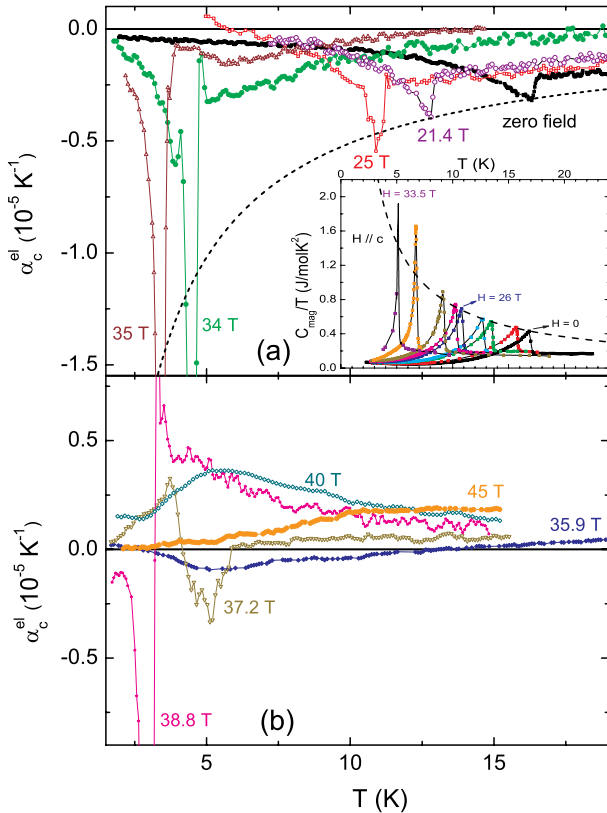 0.0
-0.5
-1.0
-1.5
α_c^el (10^-5 K^-1)
zero field
21.4 T
25 T
34 T
35 T
(a)
T (K)
0 5 10 15 20
2.0
1.6
1.2
0.8
0.4
0.0
C_mag/T (J/molK^2)
H = 33.5 T
H // c
H = 26 T
H = 0
0.5
0.0
-0.5
α_c^el (10^-5 K^-1)
40 T
45 T
35.9 T
37.2 T
38.8 T
(b)
5 10 15
T (K)